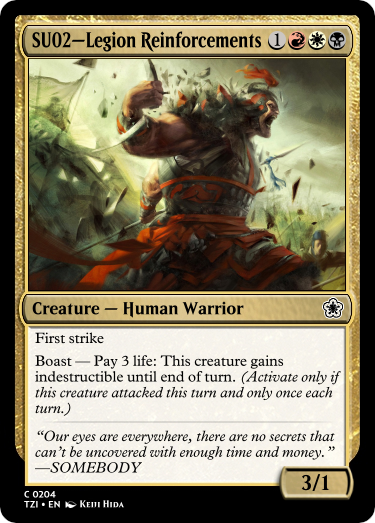 SU02—Legion Reinforcements 1
Creature — Human Warrior
First strike
Boast — Pay 3 life: This creature gains
indestructible until end of turn. (Activate only if
this creature attacked this turn and only once each
turn.)
“Our eyes are everywhere, there are no secrets that
can’t be uncovered with enough time and money.”
—SOMEBODY
3/1
C 0204
TZI • EN Keiji Hida